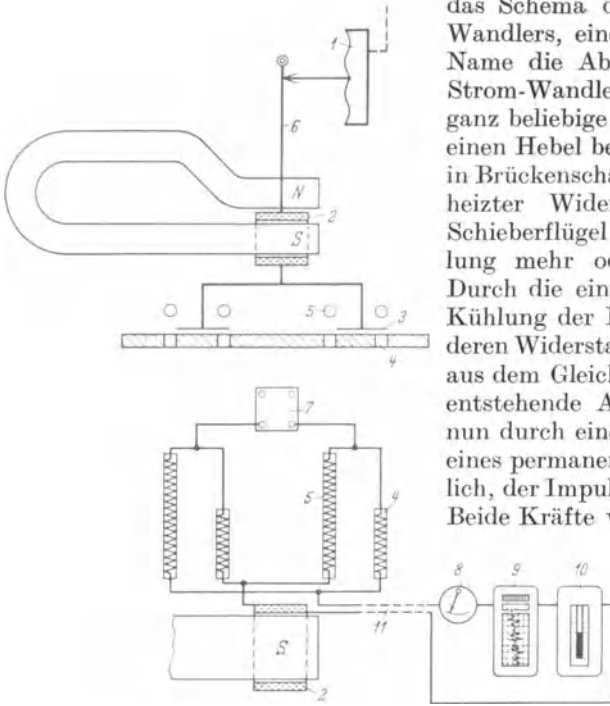 das Schema d
Wandlers, eine
Name die Ab
Strom-Wandle
ganz beliebige
einen Hebel be
in Brückenscha
heizter Wider
Schieberflügel
lung mehr od
Durch die ein
Kühlung der
deren Widersta
aus dem Gleich
entstehende A
nun durch eine
eines permanen
lich, der Impul
Beide Kräfte
1
6
N
2
S
5
3
4
7
5
4
8
9
10
11
S
2